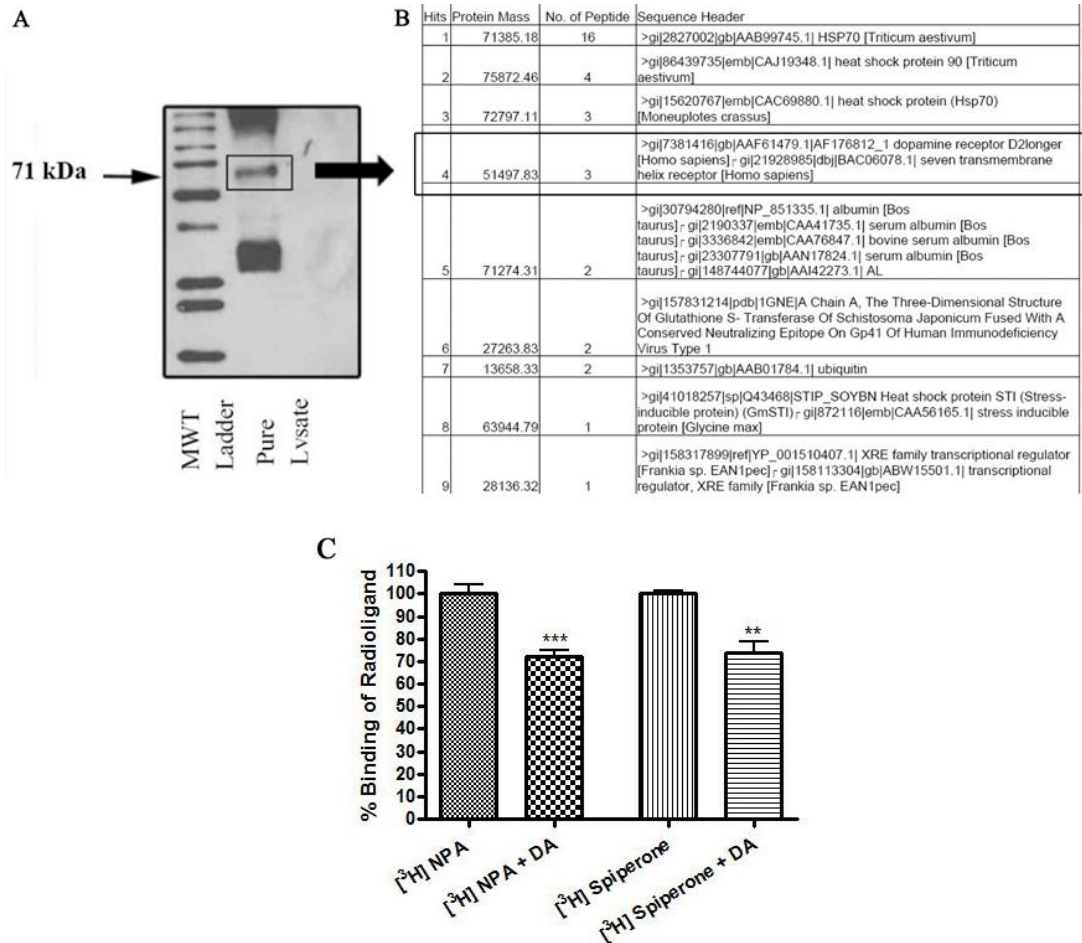 A
71 kDa
MWT
Ladder
Pure
Lysate
B
Hits Protein Mass No. of Peptide Sequence Header
1 71385.18 16 >gi|2827002|gb|AAB99745.1| HSP70 [Triticum aestivum]
>gi|86439735|emb|CAJ19348.1| heat shock protein 90 [Triticum
2 75872.46 4 aestivum]
>gi|15620767|emb|CAC69880.1| heat shock protein (Hsp70)
3 72797.11 3 [Moneuplotes crassus]
>gi|7381416|gb|AAF61479.1|AF176812_1 dopamine receptor D2longer
[Homo sapiens]┌ gi|21928985|dbj|BAC06078.1| seven transmembrane
4 51497.83 3 helix receptor [Homo sapiens]
>gi|30794280|ref|NP_851335.1| albumin [Bos
taurus]┌ gi|2190337|emb|CAA41735.1| serum albumin [Bos
taurus]┌ gi|3336842|emb|CAA76847.1| bovine serum albumin [Bos
taurus]┌ gi|23307791|gb|AAN17824.1| serum albumin [Bos
5 71274.31 2 taurus]┌ gi|148744077|gb|AAI42273.1| AL
>gi|157831214|pdb|1GNE|A Chain A, The Three-Dimensional Structure
Of Glutathione S- Transferase Of Schistosoma Japonicum Fused With A
Conserved Neutralizing Epitope On Gp41 Of Human Immunodeficiency
6 27263.83 2 Virus Type 1
7 13658.33 2 >gi|1353757|gb|AAB01784.1| ubiquitin
>gi|41018257|sp|Q43468|STIP_SOYBN Heat shock protein STI (Stress-
inducible protein) (GmSTI)┌ gi|872116|emb|CAA56165.1| stress inducible
8 63944.79 1 protein [Glycine max]
>gi|158317899|ref|YP_001510407.1| XRE family transcriptional regulator
[Frankia sp. EAN1pec]┌ gi|158113304|gb|ABW15501.1| transcriptional
9 28136.32 1 regulator, XRE family [Frankia sp. EAN1pec]
C
% Binding of Radioligand
110
100
90
80
70
60
50
40
30
20
10
0
***
**
[³H] NPA
[³H] NPA + DA
[³H] Spiperone
[³H] Spiperone + DA